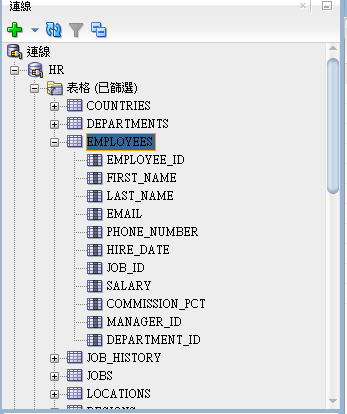 連線
連線
HR
表格 (已篩選)
COUNTRIES
DEPARTMENTS
EMPLOYEES
EMPLOYEE_ID
FIRST_NAME
LAST_NAME
EMAIL
PHONE_NUMBER
HIRE_DATE
JOB_ID
SALARY
COMMISSION_PCT
MANAGER_ID
DEPARTMENT_ID
JOB_HISTORY
JOBS
LOCATIONS